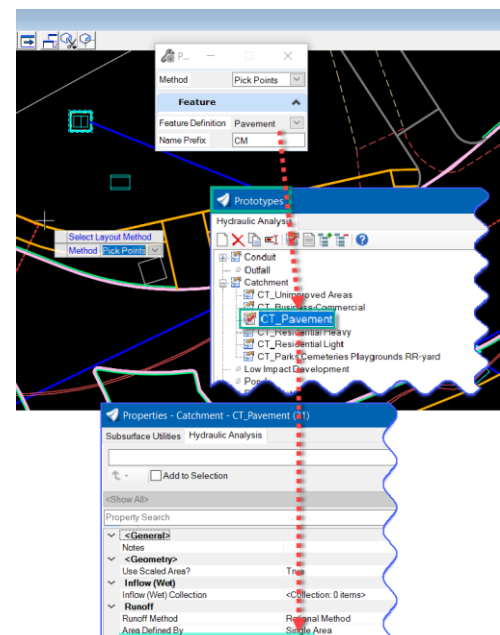 P...
Method Pick Points
Feature
Feature Definition Pavement
Name Prefix CM
Select Layout Method
Method Pick Points
Prototypes
Hydraulic Analysis
Conduit
Outfall
Catchment
CT_Unimproved Areas
CT_Business-Commercial
CT_Pavement
CT_Residential Heavy
CT_Residential Light
CT_Parks Cemeteries Playgrounds RR-yard
Low Impact Development
Properties - Catchment - CT_Pavement
Subsurface Utilities Hydraulic Analysis
Add to Selection
<Show All>
Property Search
<General>
Notes
<Geometry>
Use Scaled Area? True
Inflow (Wet)
Inflow (Wet) Collection <Collection: 0 items>
Runoff
Runoff Method Rational Method
Area Defined By Single Area